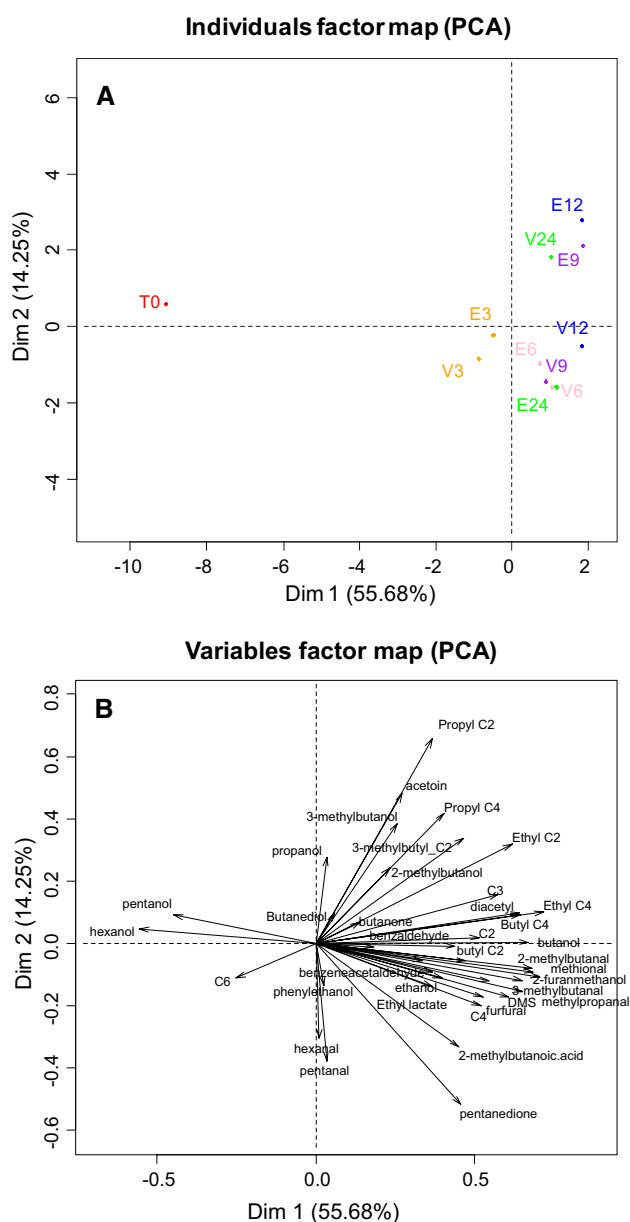 Individuals factor map (PCA)
A
6
4
2
0
-2
-4
Dim 2 (14.25%)
T0
E3
V3
E12
V24
E9
V12
E6
V9
E24
V6
-10
-8
-6
-4
-2
0
2
Dim 1 (55.68%)
Variables factor map (PCA)
B
0.8
0.6
0.4
0.2
0.0
-0.2
-0.4
-0.6
Dim 2 (14.25%)
Propyl C2
acetoin
Propyl C4
3-methylbutanol
3-methylbutyl_C2
Ethyl C2
propanol
2-methylbutanol
C3
pentanol
Butanediol
butanone
diacetyl
Ethyl C4
Butyl C4
hexanol
benzaldehyde
C2
butanol
butyl C2
2-methylbutanal
C6
benzeneacetaldehyde
methional
phenylethanol
ethanol
2-furanmethanol
3-methylbutanal
Ethyl lactate
DMS
methylpropanal
furfural
C4
hexanal
2-methylbutanoic.acid
pentanal
pentanedione
-0.5
0.0
0.5
Dim 1 (55.68%)